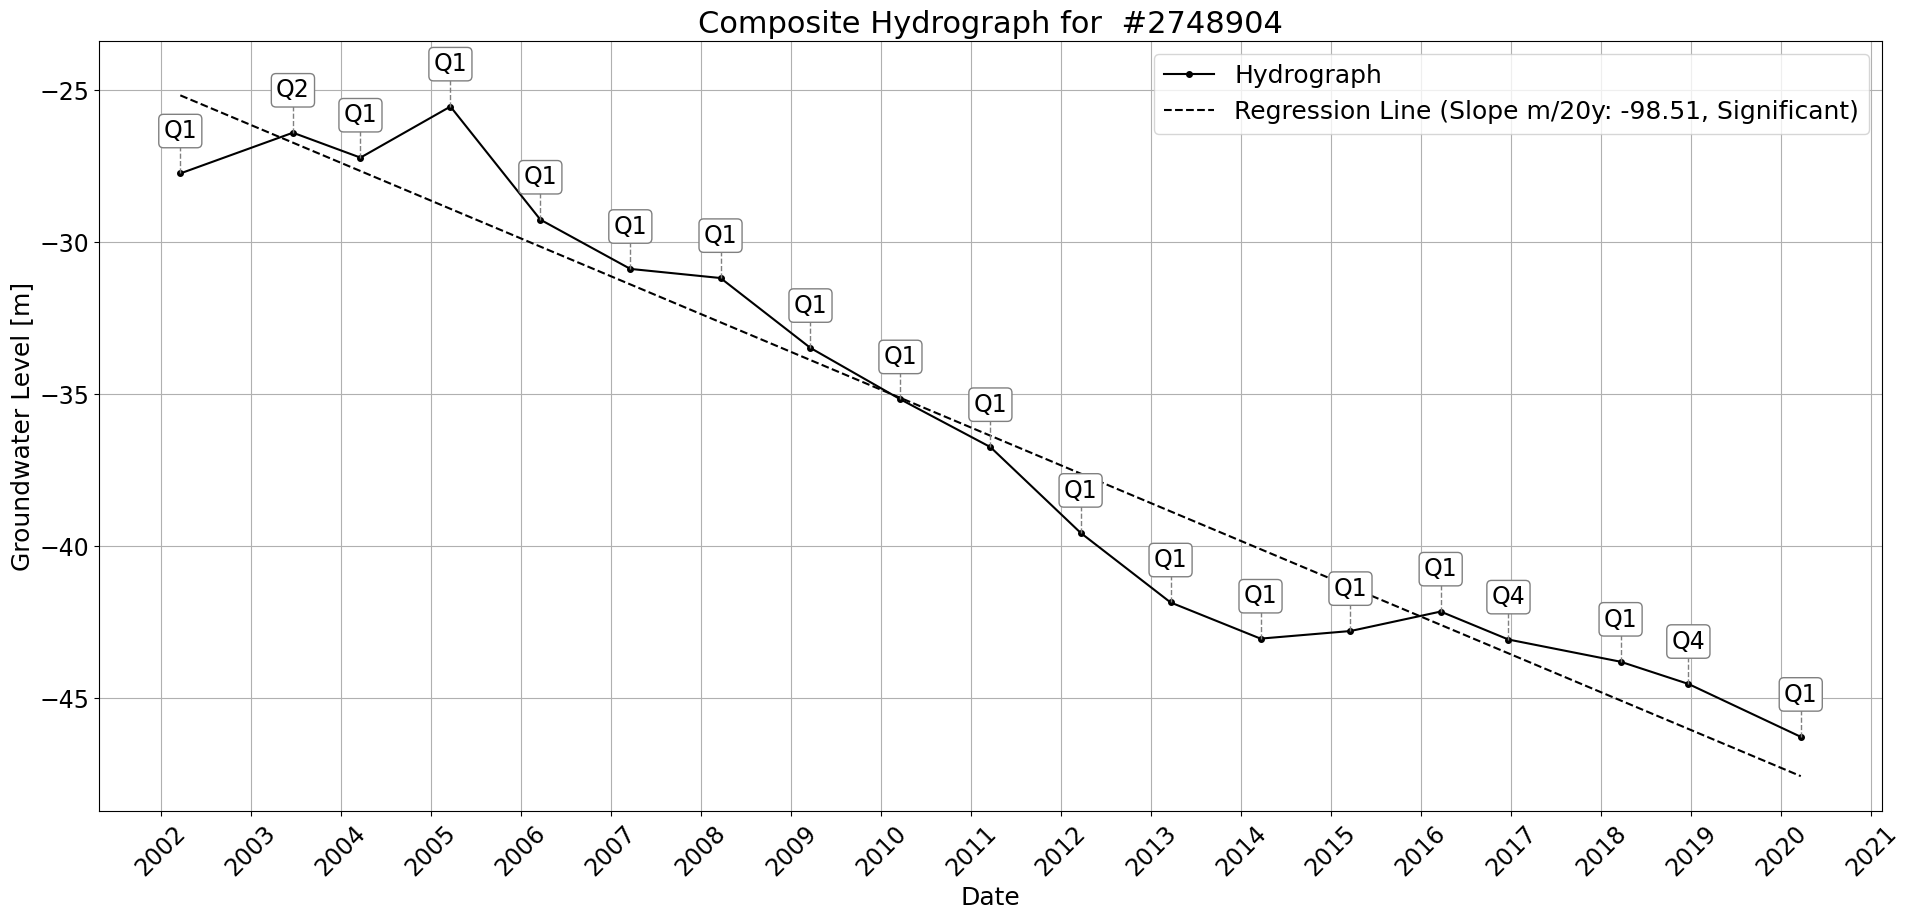 Composite Hydrograph for  #2748904
Hydrograph
Regression Line (Slope m/20y: -98.51, Significant)
Q1
Q2
Q1
Q1
Q1
Q1
Q1
Q1
Q1
Q1
Q1
Q1
Q1
Q1
Q1
Q4
Q1
Q4
Q1
Groundwater Level [m]
−25
−30
−35
−40
−45
2002
2003
2004
2005
2006
2007
2008
2009
2010
2011
2012
2013
2014
2015
2016
2017
2018
2019
2020
2021
Date